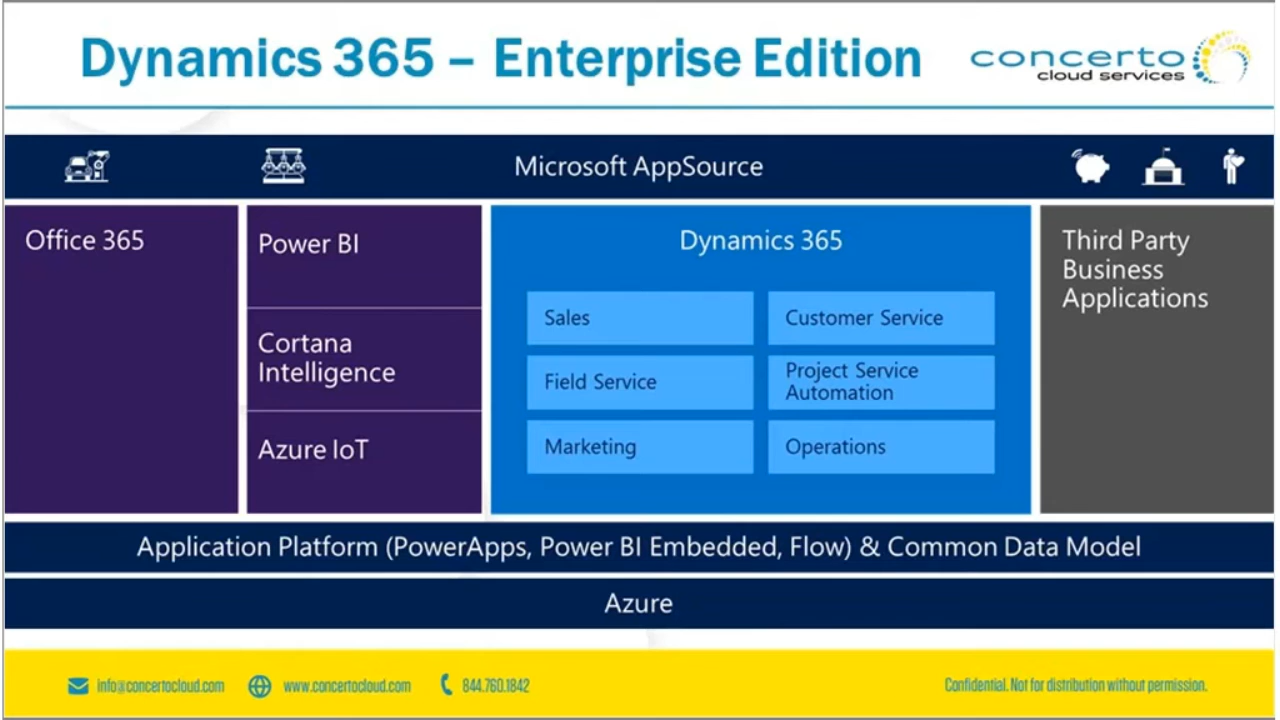 Dynamics 365 – Enterprise Edition
concerto
cloud services
Microsoft AppSource
Office 365
Power BI
Cortana
Intelligence
Azure IoT
Dynamics 365
Sales
Customer Service
Field Service
Project Service
Automation
Marketing
Operations
Third Party
Business
Applications
Application Platform (PowerApps, Power BI Embedded, Flow) & Common Data Model
Azure
info@concertocloud.com
www.concertocloud.com
844.760.1842
Confidential. Not for distribution without permission.